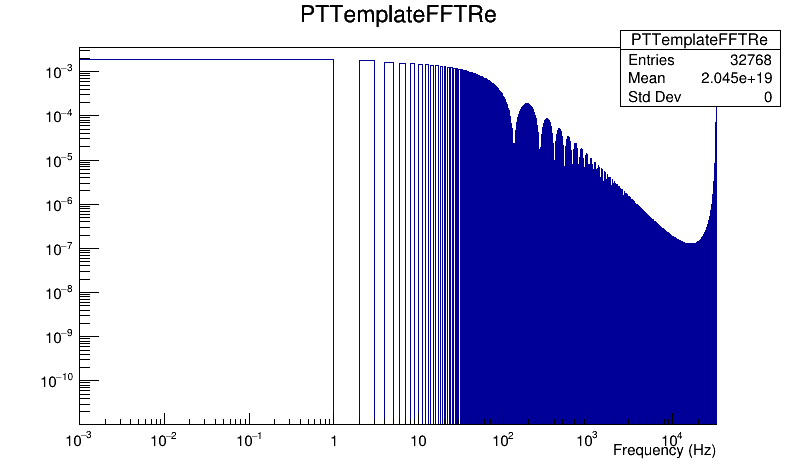 PTTemplateFFTRe
PTTemplateFFTRe
Entries 32768
Mean 2.045e+19
Std Dev 0
10⁻³
10⁻⁴
10⁻⁵
10⁻⁶
10⁻⁷
10⁻⁸
10⁻⁹
10⁻¹⁰
10⁻³ 10⁻² 10⁻¹ 1 10 10² 10³ 10⁴
Frequency (Hz)